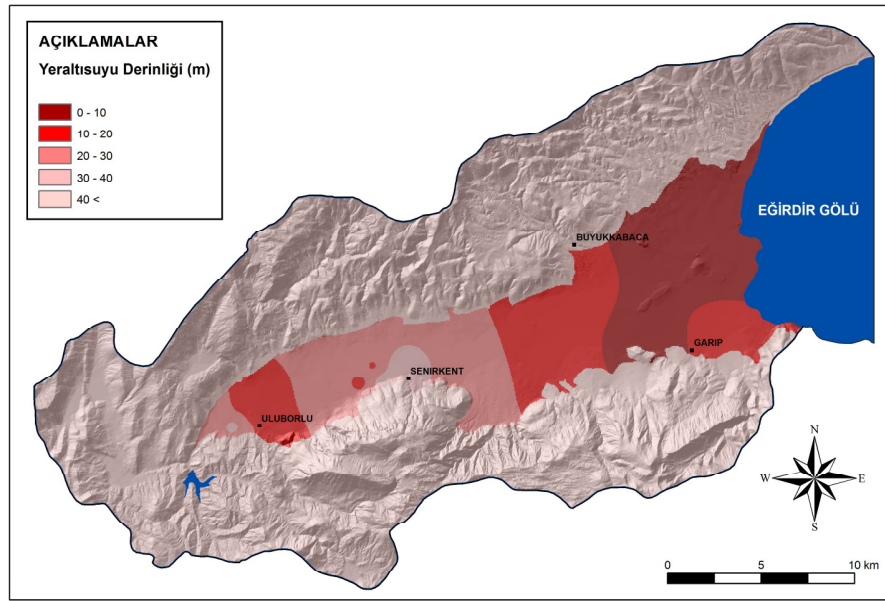 AÇIKLAMALAR
Yeraltısuyu Derinliği (m)
0 - 10
10 - 20
20 - 30
30 - 40
40 <
EĞİRDİR GÖLÜ
BÜYÜKKABACA
GARIP
SENIRKENT
ULUBORLU
N
W E
S
0 5 10 km